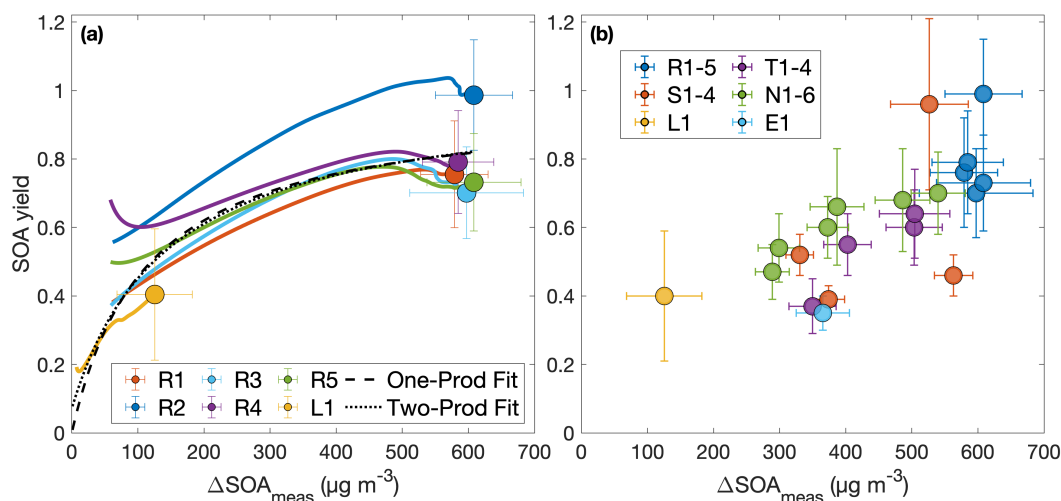 (a)
SOA yield
1.2
1
0.8
0.6
0.4
0.2
0
R1 R3 R5 One-Prod Fit
R2 R4 L1 Two-Prod Fit
0 100 200 300 400 500 600 700
ΔSOAmeas (µg m-3)
(b)
R1-5 T1-4
S1-4 N1-6
L1 E1
1.2
1
0.8
0.6
0.4
0.2
0
0 100 200 300 400 500 600 700
ΔSOAmeas (µg m-3)